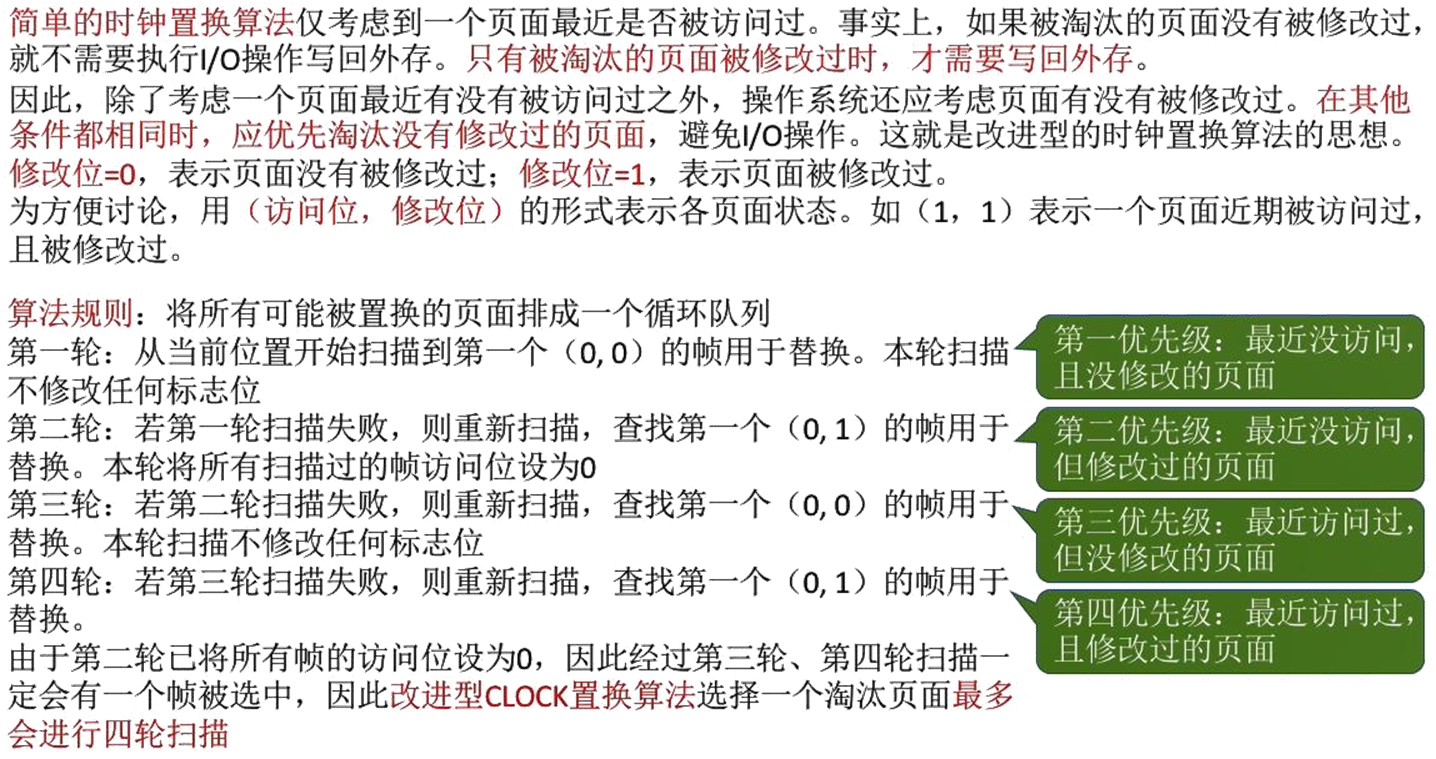 简单的时钟置换算法仅考虑到一个页面最近是否被访问过。事实上，如果被淘汰的页面没有被修改过，
就不需要执行I/O操作写回外存。只有被淘汰的页面被修改过时，才需要写回外存。
因此，除了考虑一个页面最近有没有被访问过之外，操作系统还应考虑页面有没有被修改过。在其他
条件都相同时，应优先淘汰没有修改过的页面，避免I/O操作。这就是改进型的时钟置换算法的思想。
修改位=0，表示页面没有被修改过；修改位=1，表示页面被修改过。
为方便讨论，用（访问位，修改位）的形式表示各页面状态。如（1，1）表示一个页面近期被访问过，
且被修改过。
算法规则：将所有可能被置换的页面排成一个循环队列
第一轮：从当前位置开始扫描到第一个（0, 0）的帧用于替换。本轮扫描
不修改任何标志位
第二轮：若第一轮扫描失败，则重新扫描，查找第一个（0, 1）的帧用于
替换。本轮将所有扫描过的帧访问位设为0
第三轮：若第二轮扫描失败，则重新扫描，查找第一个（0, 0）的帧用于
替换。本轮扫描不修改任何标志位
第四轮：若第三轮扫描失败，则重新扫描，查找第一个（0, 1）的帧用于
替换。
由于第二轮已将所有帧的访问位设为0，因此经过第三轮、第四轮扫描一
定会有一个帧被选中，因此改进型CLOCK置换算法选择一个淘汰页面最多
会进行四轮扫描
第一优先级：最近没访问，
且没修改的页面
第二优先级：最近没访问，
但修改过的页面
第三优先级：最近访问过，
但没修改的页面
第四优先级：最近访问过，
且修改过的页面